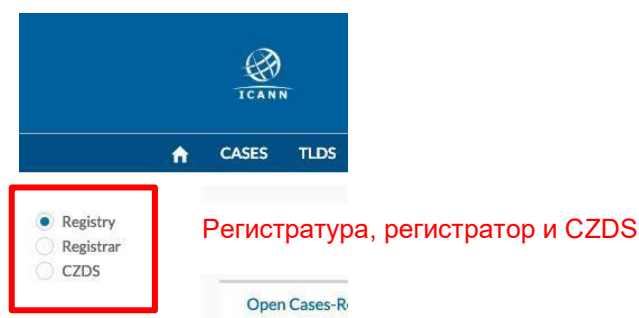 ICANN
CASES TLDS
Registry
Registrar
CZDS
Регистратура, регистратор и CZDS
Open Cases-R